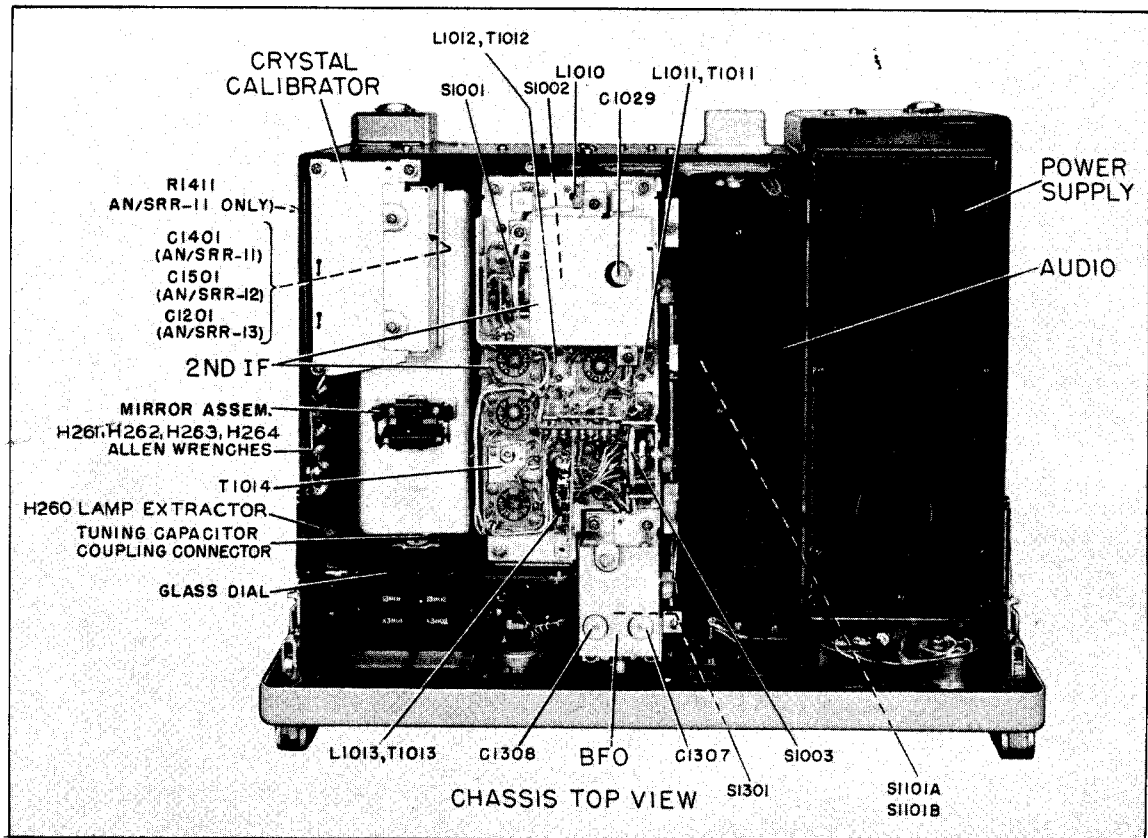 L1012, T1012
L1010
L1011, T1011
CRYSTAL
CALIBRATOR
S1001
S1002
C1029
R1411
AN/SRR-11 ONLY)
POWER
SUPPLY
C1401
(AN/SRR-11)
C1501
(AN/SRR-12)
C1201
(AN/SRR-13)
AUDIO
2ND IF
MIRROR ASSEM.
H261, H262, H263, H264
ALLEN WRENCHES
T1014
H260 LAMP EXTRACTOR
TUNING CAPACITOR
COUPLING CONNECTOR
GLASS DIAL
L1013, T1013
C1308
BFO
C1307
S1003
S1301
S1101A
S1101B
CHASSIS TOP VIEW